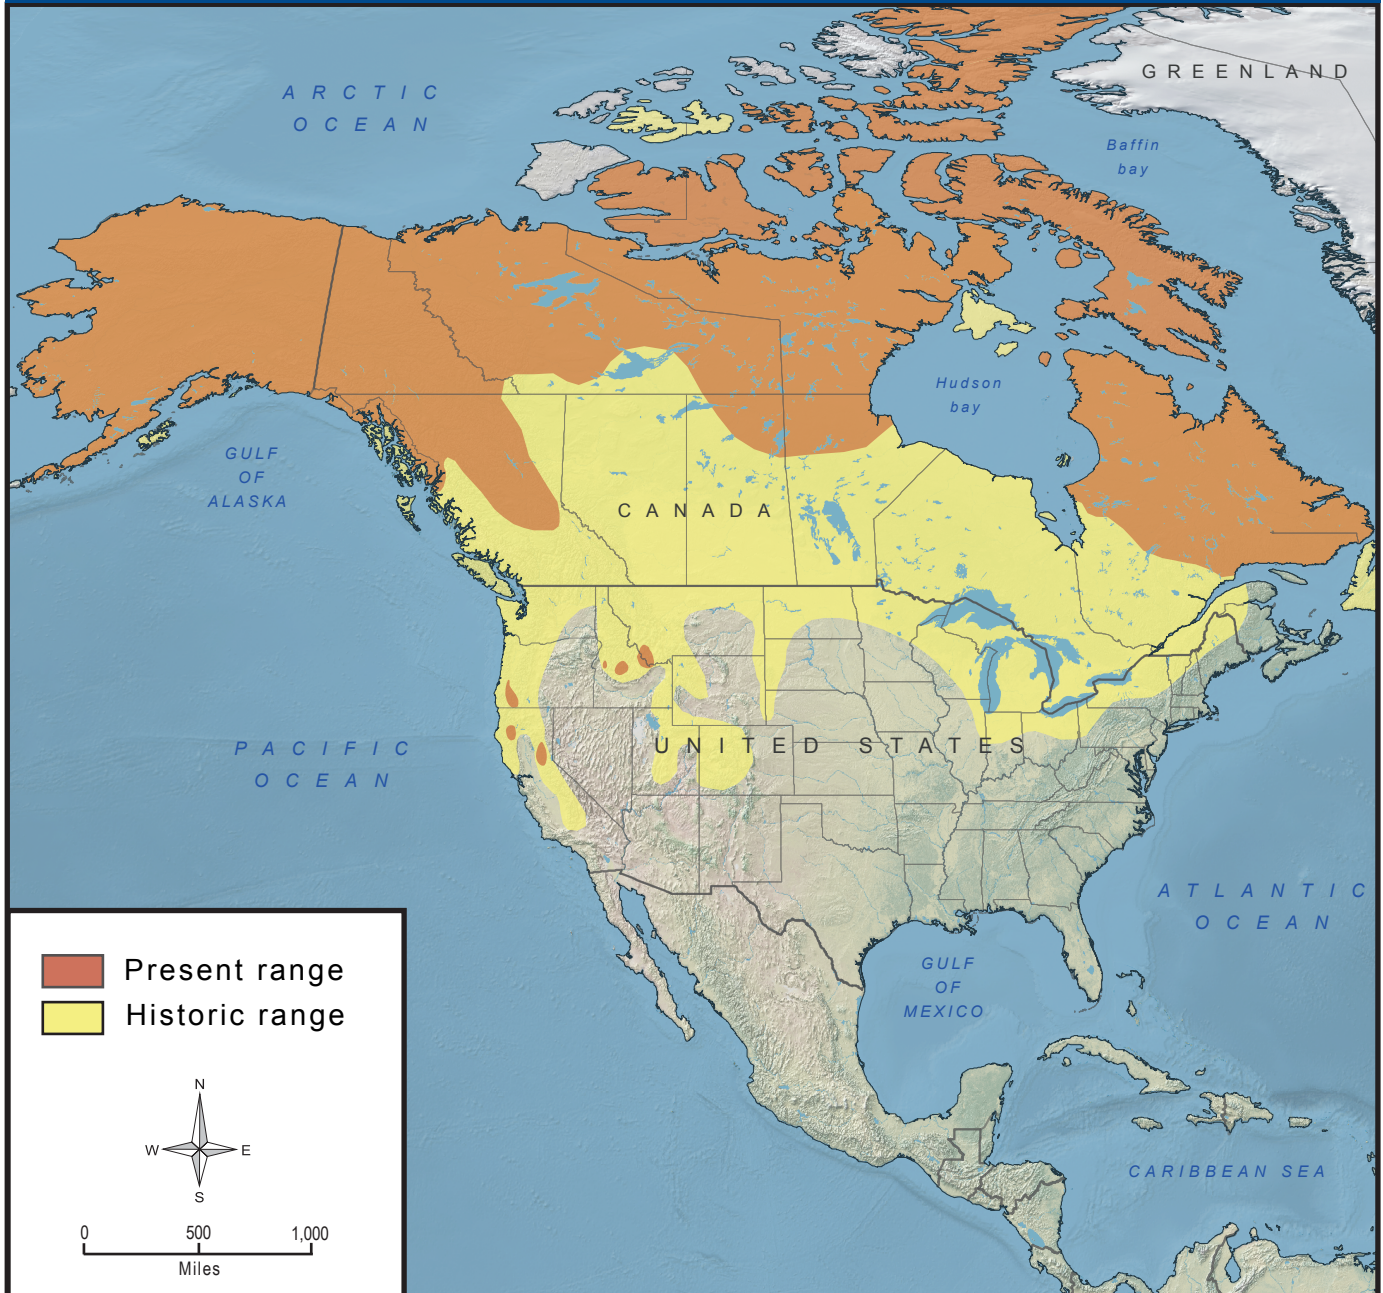 GREENLAND
ARCTIC
OCEAN
Baffin
bay
Hudson
bay
GULF
OF
ALASKA
CANADA
PACIFIC
OCEAN
UNITED STATES
ATLANTIC
OCEAN
GULF
OF
MEXICO
CARIBBEAN SEA
Present range
Historic range
N
W E
S
0 500 1,000
Miles